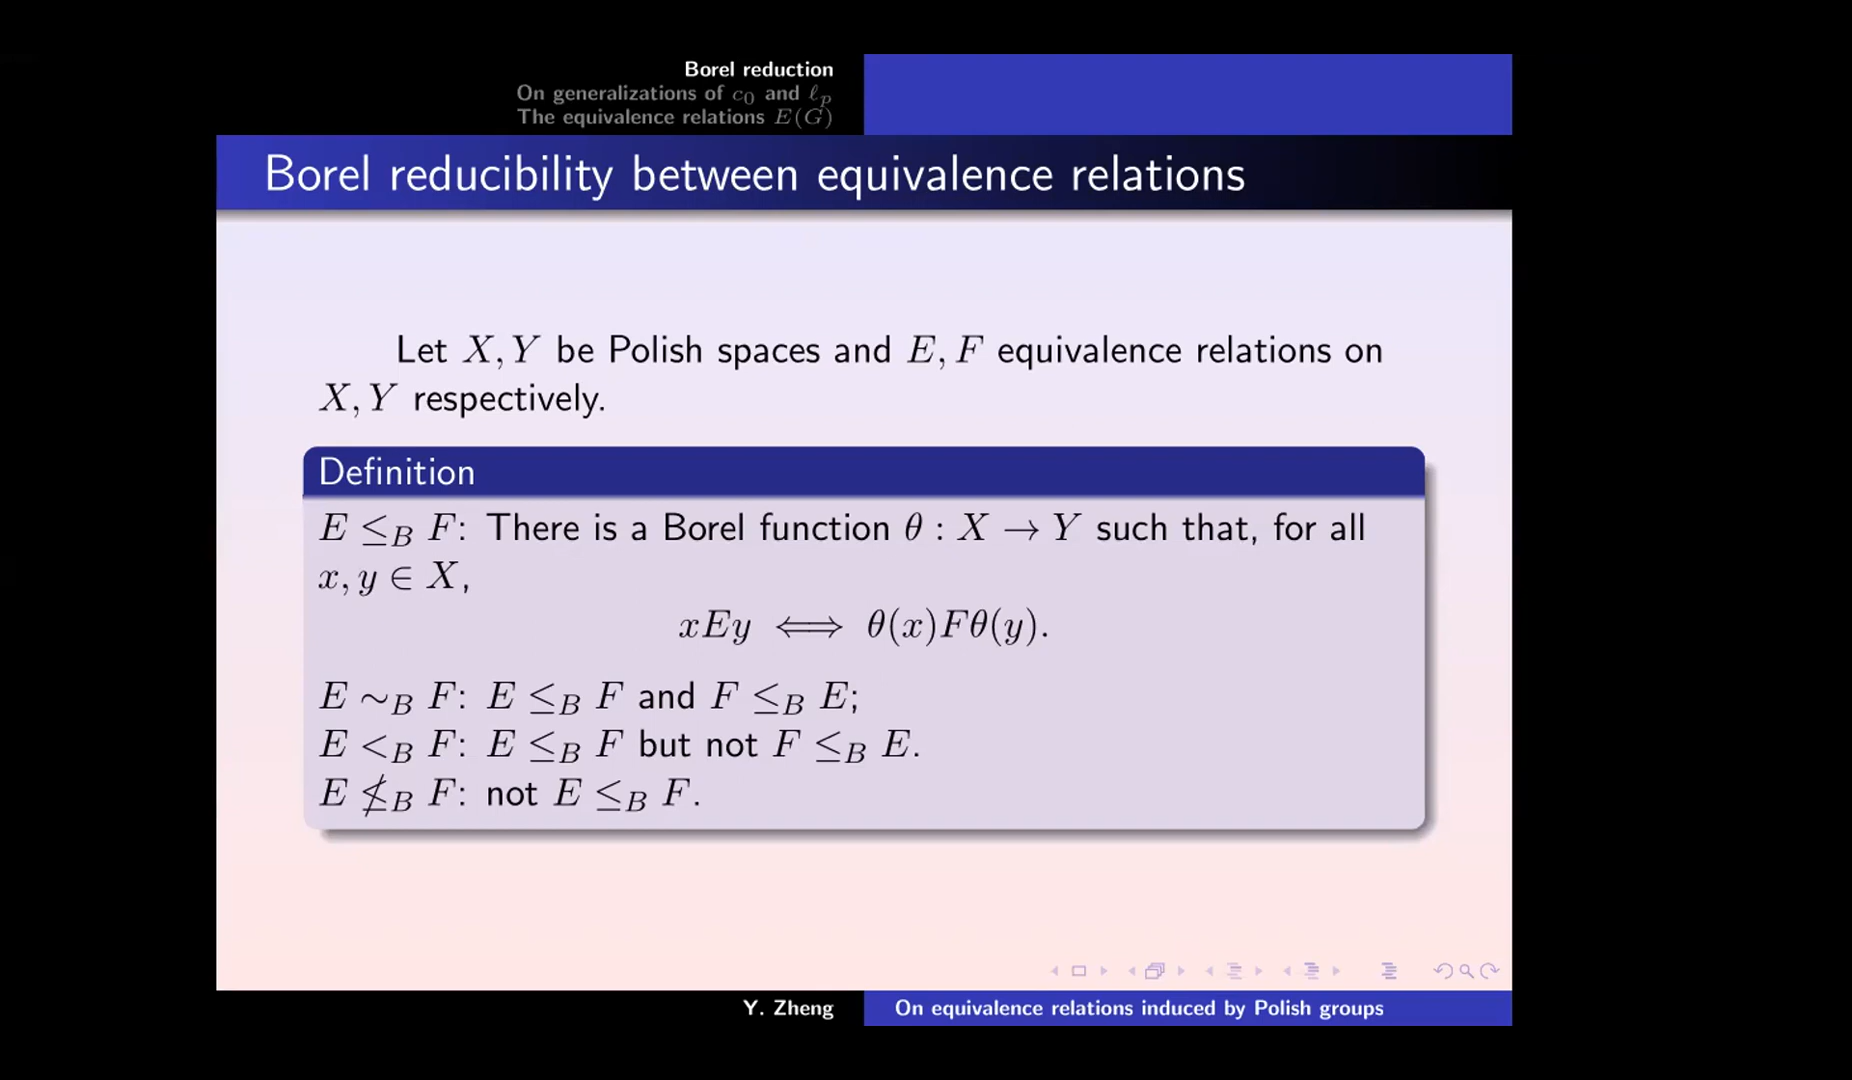 Borel reduction
On generalizations of c₀ and ℓₚ
The equivalence relations E(G)
Borel reducibility between equivalence relations
Let X, Y be Polish spaces and E, F equivalence relations on
X, Y respectively.
Definition
E ≤_B F: There is a Borel function θ : X → Y such that, for all
x, y ∈ X,
xEy ⟺ θ(x)Fθ(y).
E ∼_B F: E ≤_B F and F ≤_B E;
E <_B F: E ≤_B F but not F ≤_B E.
E ≰_B F: not E ≤_B F.
Y. Zheng
On equivalence relations induced by Polish groups